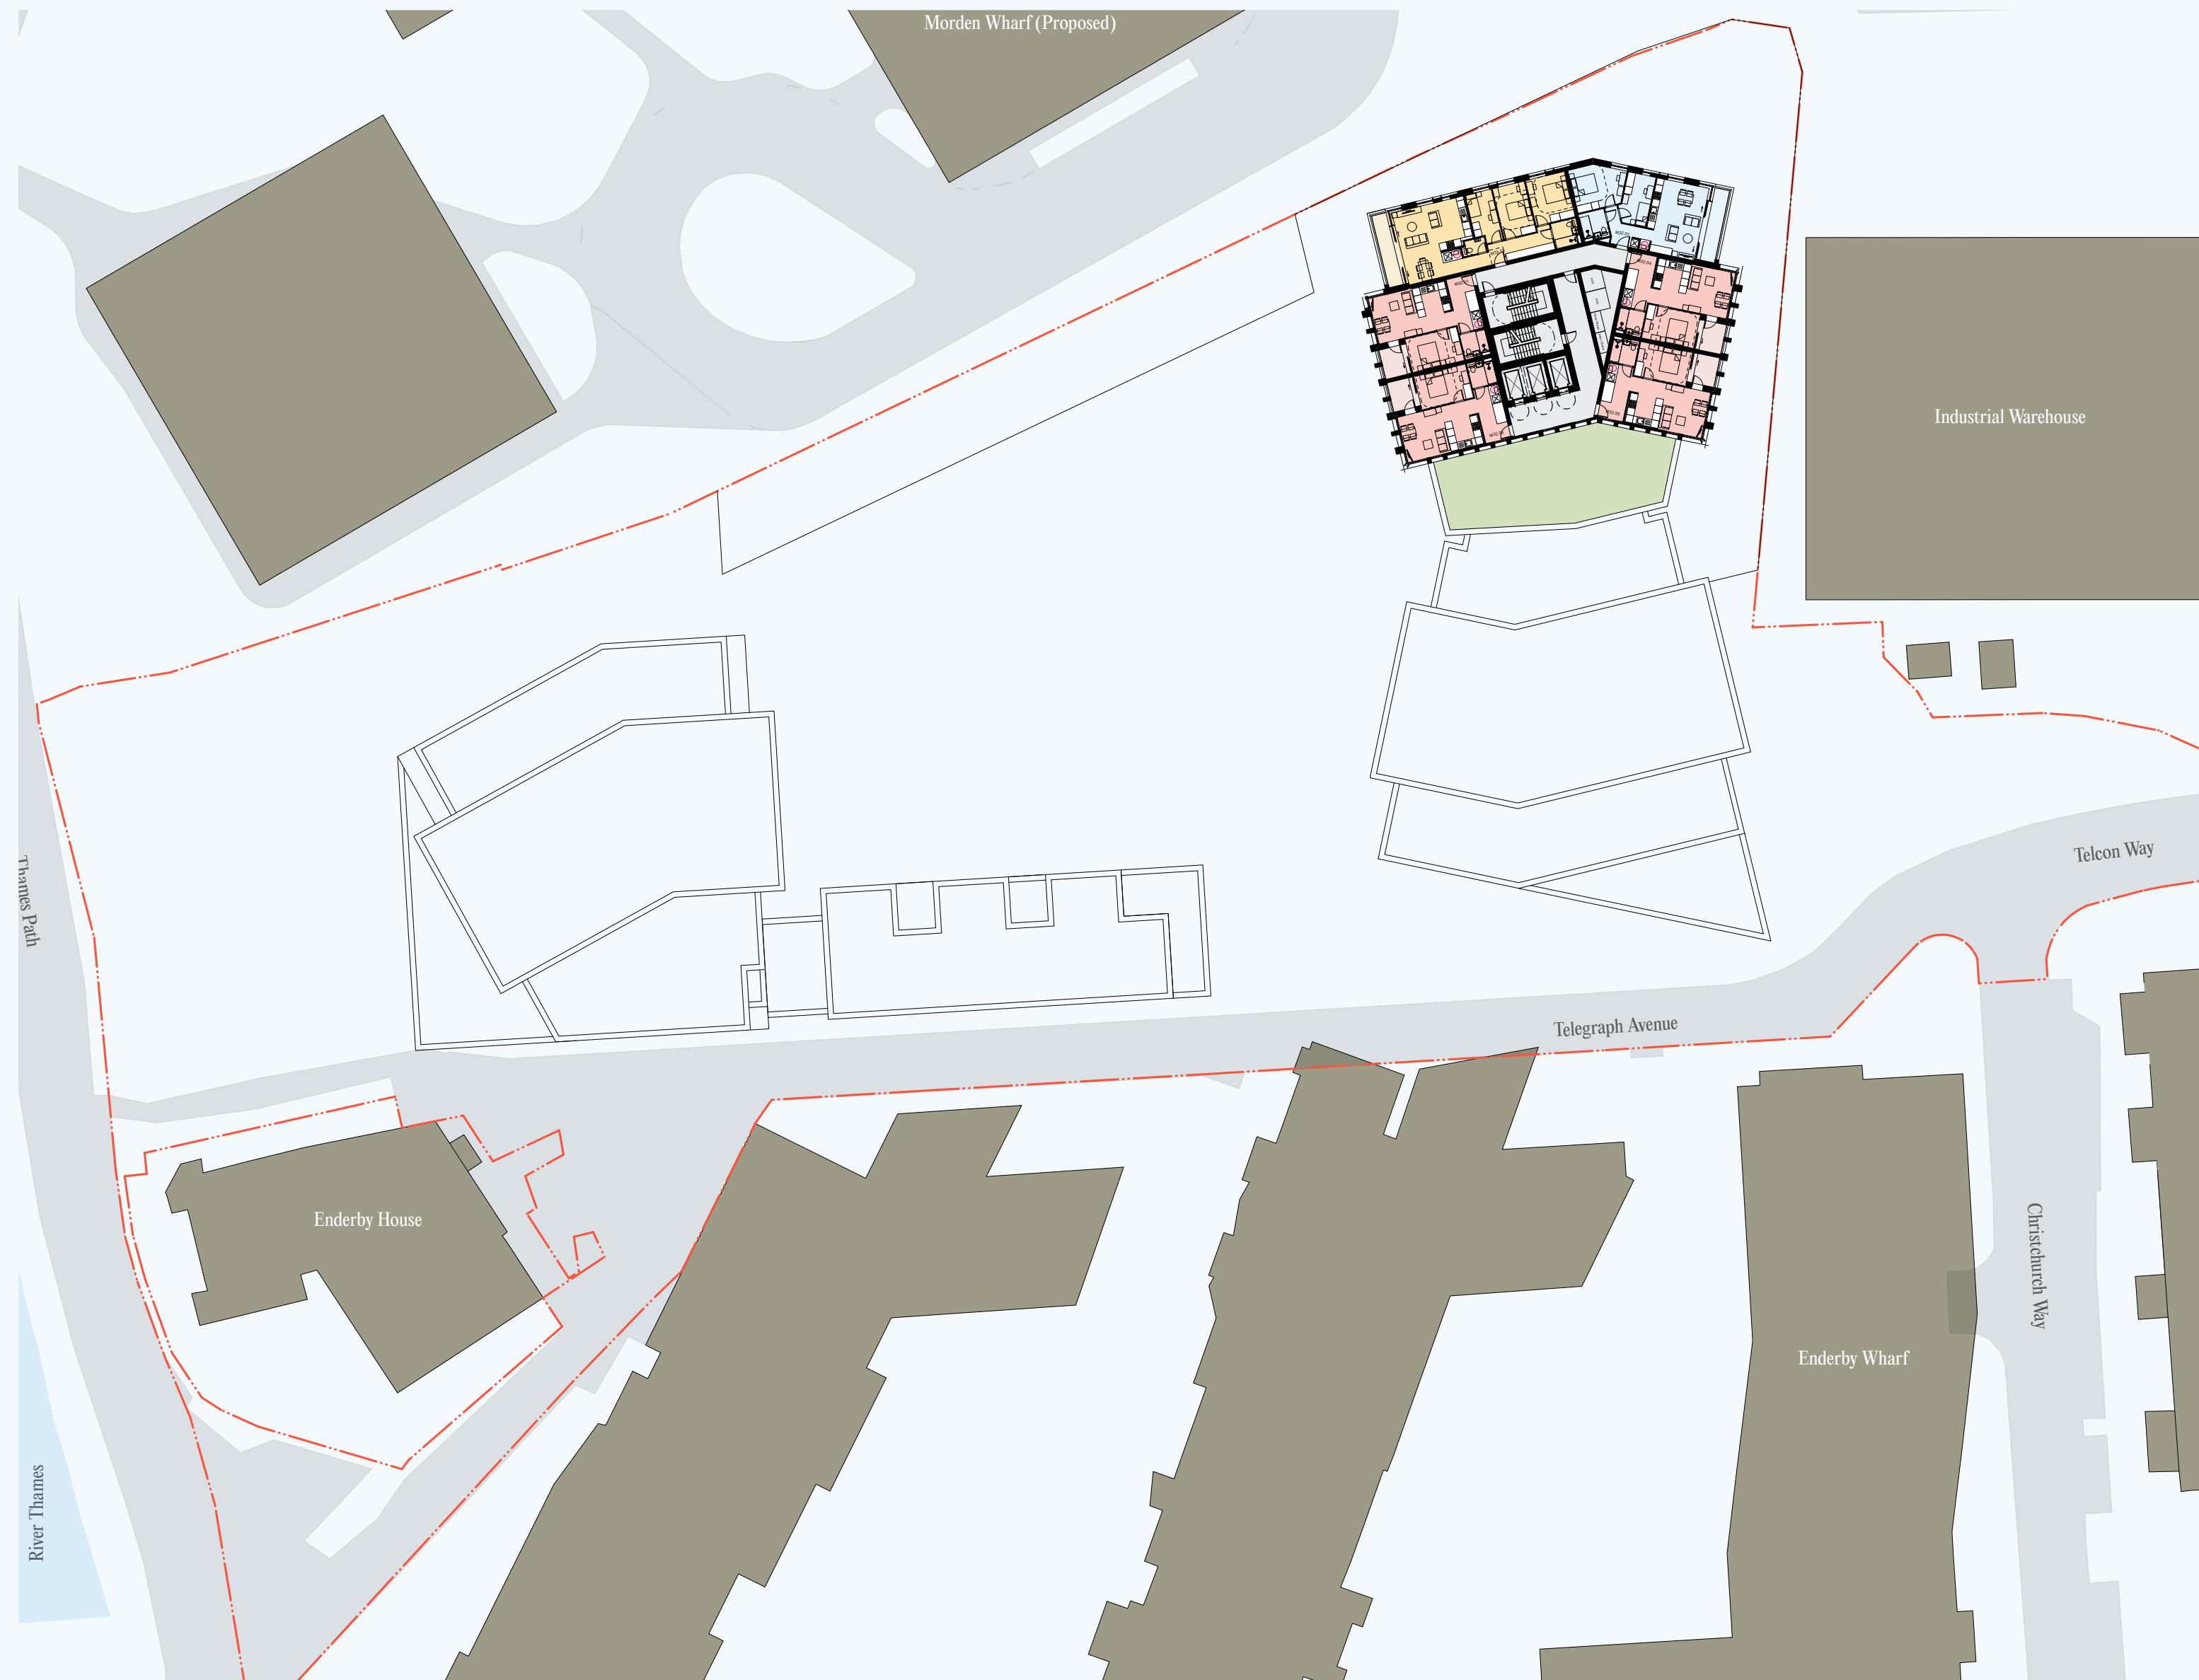 Morden Wharf (Proposed)
Industrial Warehouse
Telcon Way
Thames Path
Telegraph Avenue
Enderby House
Christchurch Way
Enderby Wharf
River Thames